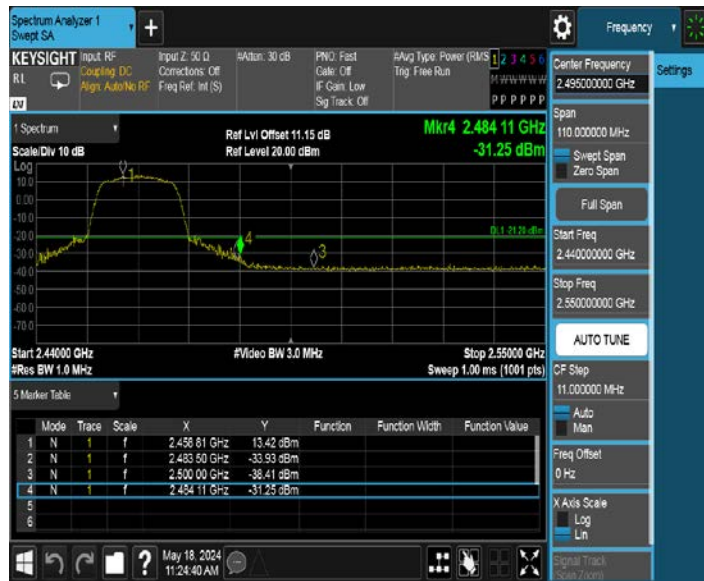 Spectrum Analyzer 1
Swept SA
+
Frequency
KEYSIGHT
RL
LXI
Input: RF
Coupling: DC
Align: Auto/No RF
Input Z: 50 Ω
Corrections: Off
Freq Ref: Int (S)
#Atten: 30 dB
PNO: Fast
Gate: Off
IF Gain: Low
Sig Track: Off
#Avg Type: Power (RMS
Trig: Free Run
1 2 3 4 5 6
M W W W W W
P P P P P P
Center Frequency
2.495000000 GHz
Settings
Span
110.000000 MHz
Swept Span
Zero Span
Full Span
Start Freq
2.440000000 GHz
Stop Freq
2.550000000 GHz
AUTO TUNE
CF Step
11.000000 MHz
Auto
Man
Freq Offset
0 Hz
X Axis Scale
Log
Lin
Signal Track
(Span Zoom)
1 Spectrum
Scale/Div 10 dB
Ref Lvl Offset 11.15 dB
Ref Level 20.00 dBm
Mkr4 2.484 11 GHz
-31.25 dBm
Log
10.0
0.00
-10.0
-20.0
-30.0
-40.0
-50.0
-60.0
-70.0
1
4
3
DL1 -21.20 dBm
Start 2.44000 GHz
#Video BW 3.0 MHz
Stop 2.55000 GHz
#Res BW 1.0 MHz
Sweep 1.00 ms (1001 pts)
5 Marker Table
Mode Trace Scale X Y Function Function Width Function Value
1 N 1 f 2.458 81 GHz 13.42 dBm
2 N 1 f 2.483 50 GHz -33.93 dBm
3 N 1 f 2.500 00 GHz -38.41 dBm
4 N 1 f 2.484 11 GHz -31.25 dBm
5
6
?
May 18, 2024
11:24:40 AM